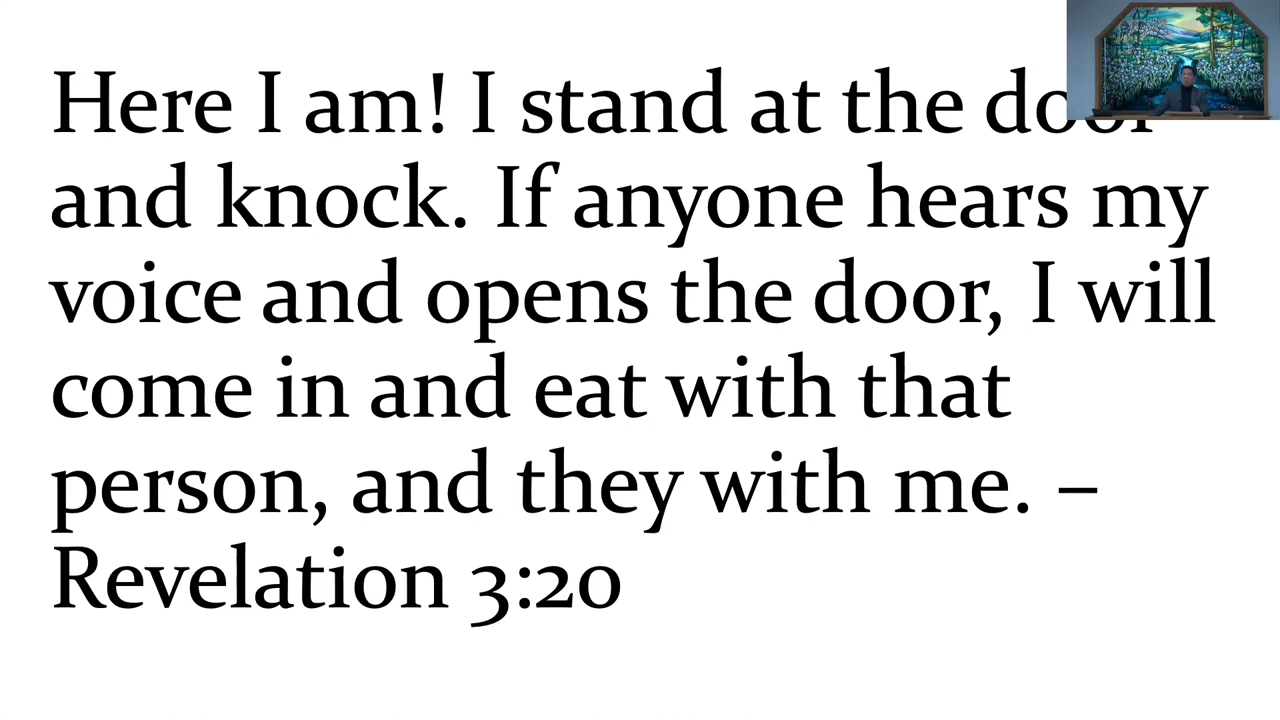 Here I am! I stand at the door
and knock. If anyone hears my
voice and opens the door, I will
come in and eat with that
person, and they with me. –
Revelation 3:20